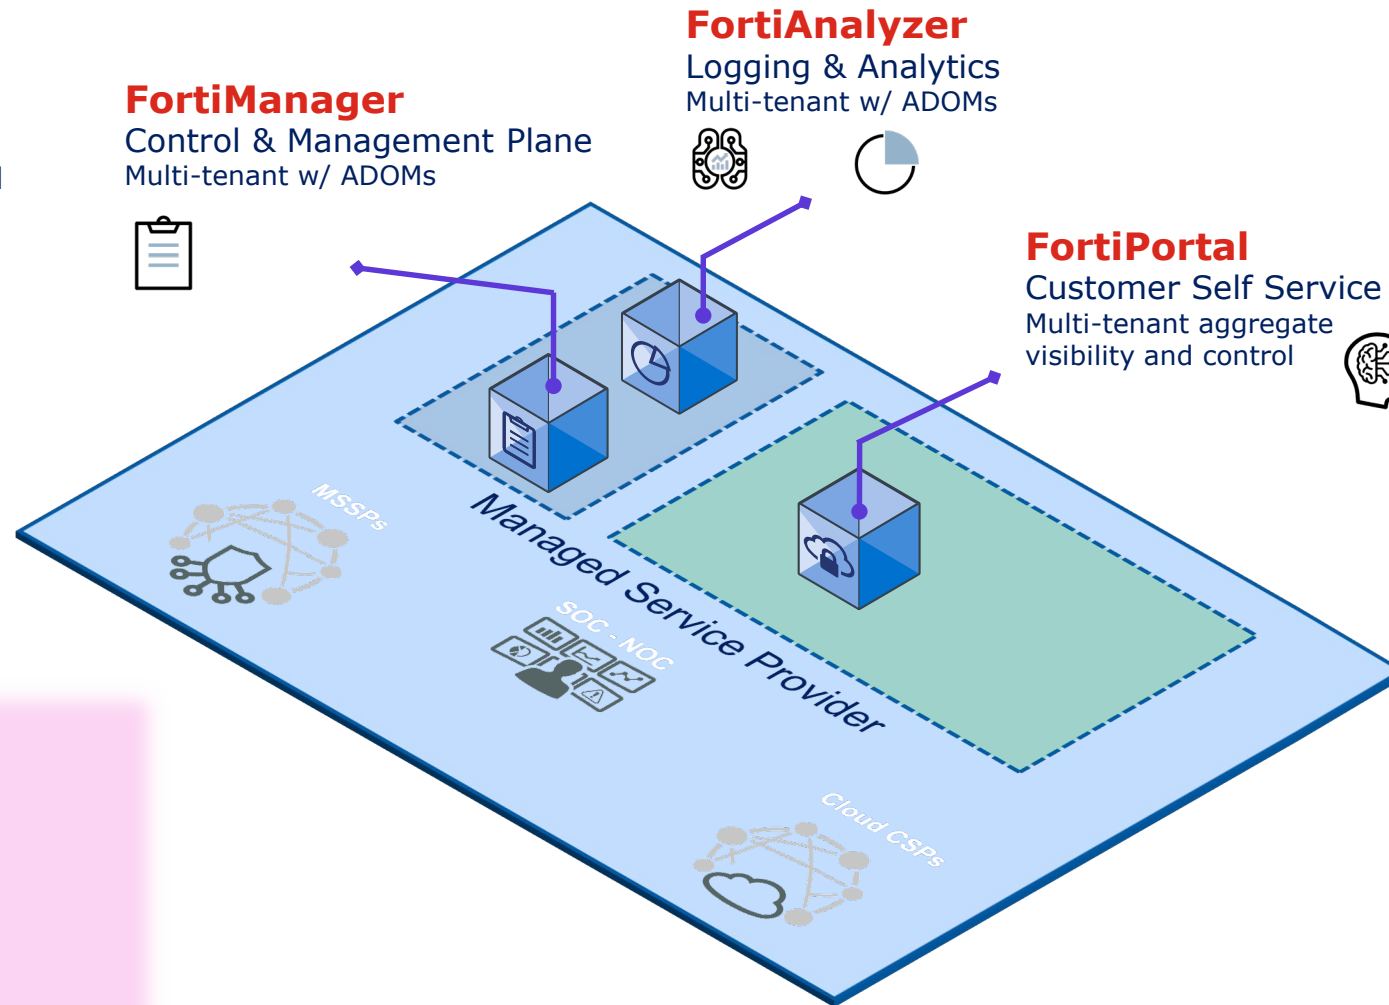 FortiAnalyzer
Logging & Analytics
Multi-tenant w/ ADOMs
FortiManager
Control & Management Plane
Multi-tenant w/ ADOMs
FortiPortal
Customer Self Service
Multi-tenant aggregate
visibility and control
MSSPs
Managed Service Provider
SOC - NOC
Cloud CSPs